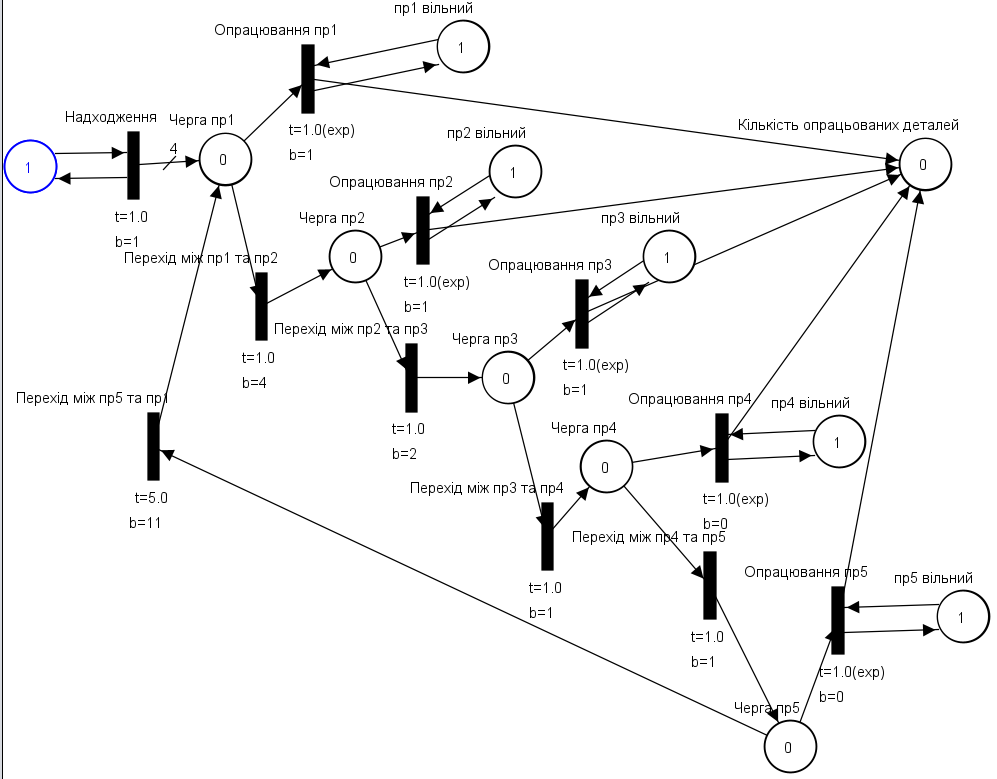 пр1 вільний
Опрацювання пр1
1
t=1.0(exp)
b=1
Надходження
1
t=1.0
b=1
4
Черга пр1
0
Кількість опрацьованих деталей
0
пр2 вільний
1
Опрацювання пр2
t=1.0(exp)
b=1
Черга пр2
0
Перехід між пр1 та пр2
t=1.0
b=4
пр3 вільний
1
Опрацювання пр3
t=1.0(exp)
b=1
Перехід між пр2 та пр3
t=1.0
b=2
Черга пр3
0
Перехід між пр5 та пр1
t=5.0
b=11
Опрацювання пр4
t=1.0(exp)
b=0
пр4 вільний
1
Черга пр4
0
Перехід між пр3 та пр4
t=1.0
b=1
Перехід між пр4 та пр5
t=1.0
b=1
Опрацювання пр5
t=1.0(exp)
b=0
пр5 вільний
1
Черга пр5
0